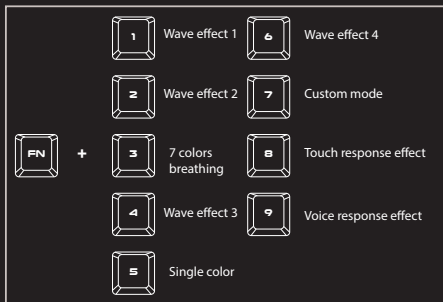 1 Wave effect 1
6 Wave effect 4
2 Wave effect 2
7 Custom mode
FN + 3 7 colors
breathing
8 Touch response effect
4 Wave effect 3
9 Voice response effect
5 Single color